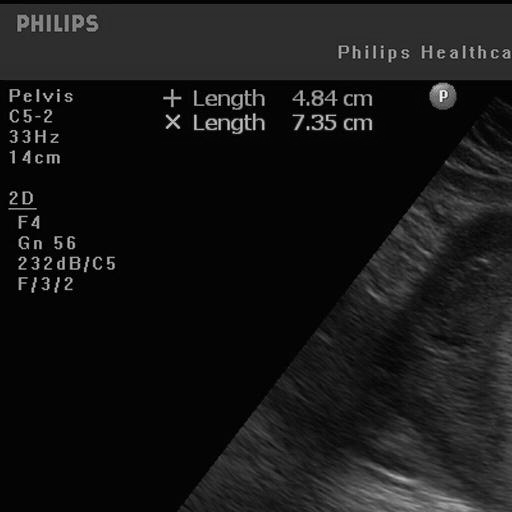 PHILIPS
Philips Healthca
Pelvis
C5-2
33Hz
14cm
+ Length 4.84 cm
× Length 7.35 cm
P
2D
F4
Gn 56
232dB/C5
F/3/2